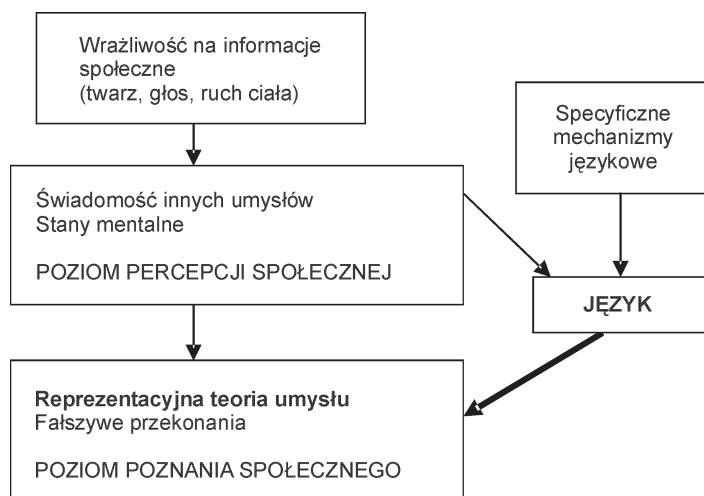 Wrażliwość na informacje
społeczne
(twarz, głos, ruch ciała)
Specyficzne
mechanizmy
językowe
Świadomość innych umysłów
Stany mentalne
POZIOM PERCEPCJI SPOŁECZNEJ
JĘZYK
Reprezentacyjna teoria umysłu
Fałszywe przekonania
POZIOM POZNANIA SPOŁECZNEGO